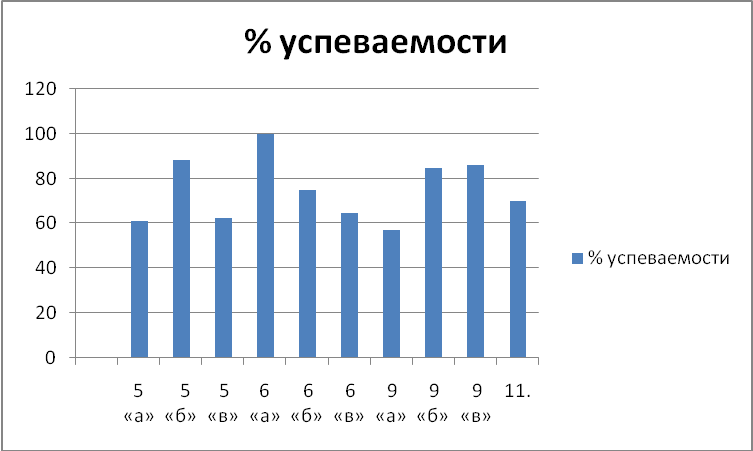 % успеваемости
120
100
80
60
40
20
0
5 5 5 6 6 6 9 9 9 11.
«а» «б» «в» «а» «б» «в» «а» «б» «в»
% успеваемости